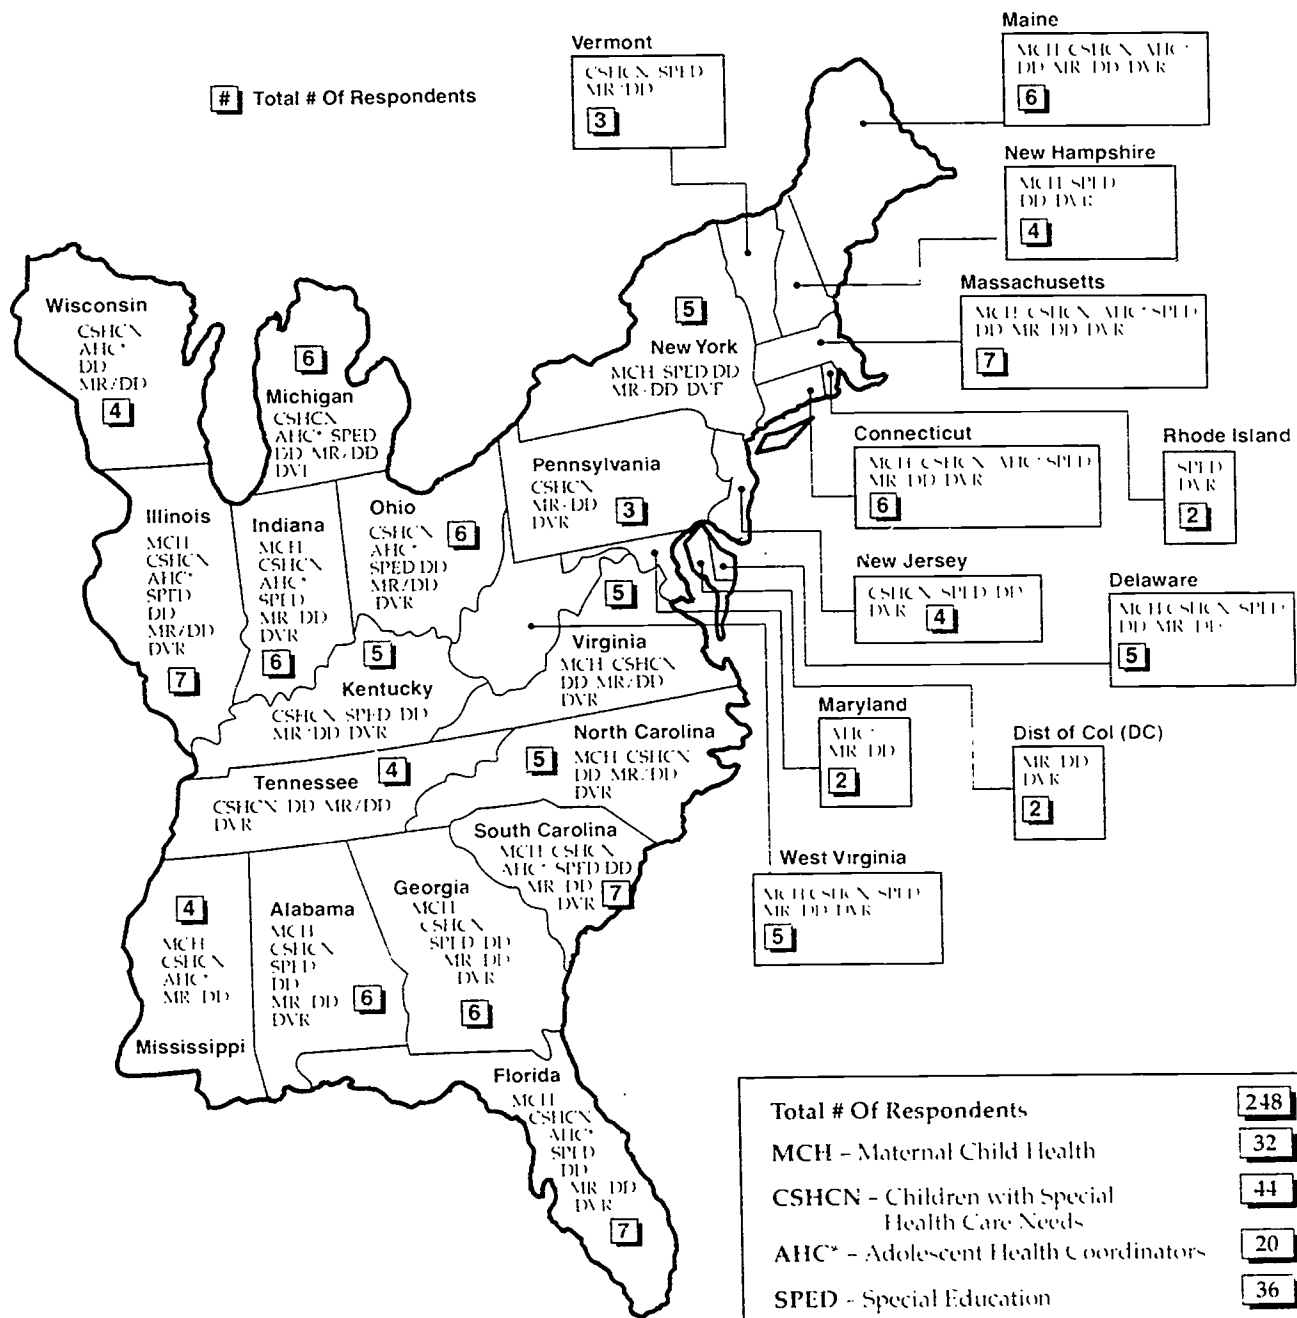 Vermont
CSHCN SPED
MR/DD
3
Maine
MCH CSHCN AHC*
DD MR DD DVR
6
# Total # Of Respondents
New Hampshire
MCH SPED
DD DVR
4
Massachusetts
MCH CSHCN AHC* SPED
DD MR DD DVR
7
Wisconsin
CSHCN
AHC*
DD
MR/DD
4
6
Michigan
CSHCN
AHC* SPED
DD MR/DD
5
New York
MCH SPED DD
MR DD
Connecticut
MCH CSHCN AHC* SPED
MR DD DVR
6
Rhode Island
SPED
DVR
2
Pennsylvania
CSHCN
MR DD
DVR
3
Illinois
MCH
CSHCN
AHC*
SPED
DD
MR/DD
DVR
7
Indiana
MCH
CSHCN
AHC*
SPED
MR DD
DVR
6
Ohio
CSHCN
AHC*
SPED DD
MR/DD
DVR
6
New Jersey
CSHCN SPED DD
DVR 4
Delaware
MCH CSHCN SPED
DD MR DD
5
5
Virginia
MCH CSHCN
DD MR/DD
DVR
5
Kentucky
CSHCN SPED DD
MR DD DVR
Maryland
AHC*
MR DD
2
Dist of Col (DC)
MR DD
DVR
2
North Carolina
5
MCH CSHCN
DD MR/DD
DVR
4
Tennessee
CSHCN DD MR/DD
DVR
South Carolina
MCH CSHCN
AHC* SPED DD
MR DD
DVR
7
West Virginia
MCH CSHCN SPED
MR DD DVR
5
4
MCH
CSHCN
AHC*
MR DD
Mississippi
Alabama
MCH
CSHCN
SPED
DD
MR DD
DVR
6
Georgia
MCH
CSHCN
SPED DD
MR DD
DVR
6
Florida
MCH
CSHCN
AHC*
SPED
DD
MR DD
DVR
7
Total # Of Respondents 248
MCH – Maternal Child Health 32
CSHCN – Children with Special 44
Health Care Needs
AHC* – Adolescent Health Coordinators 20
SPED – Special Education 36